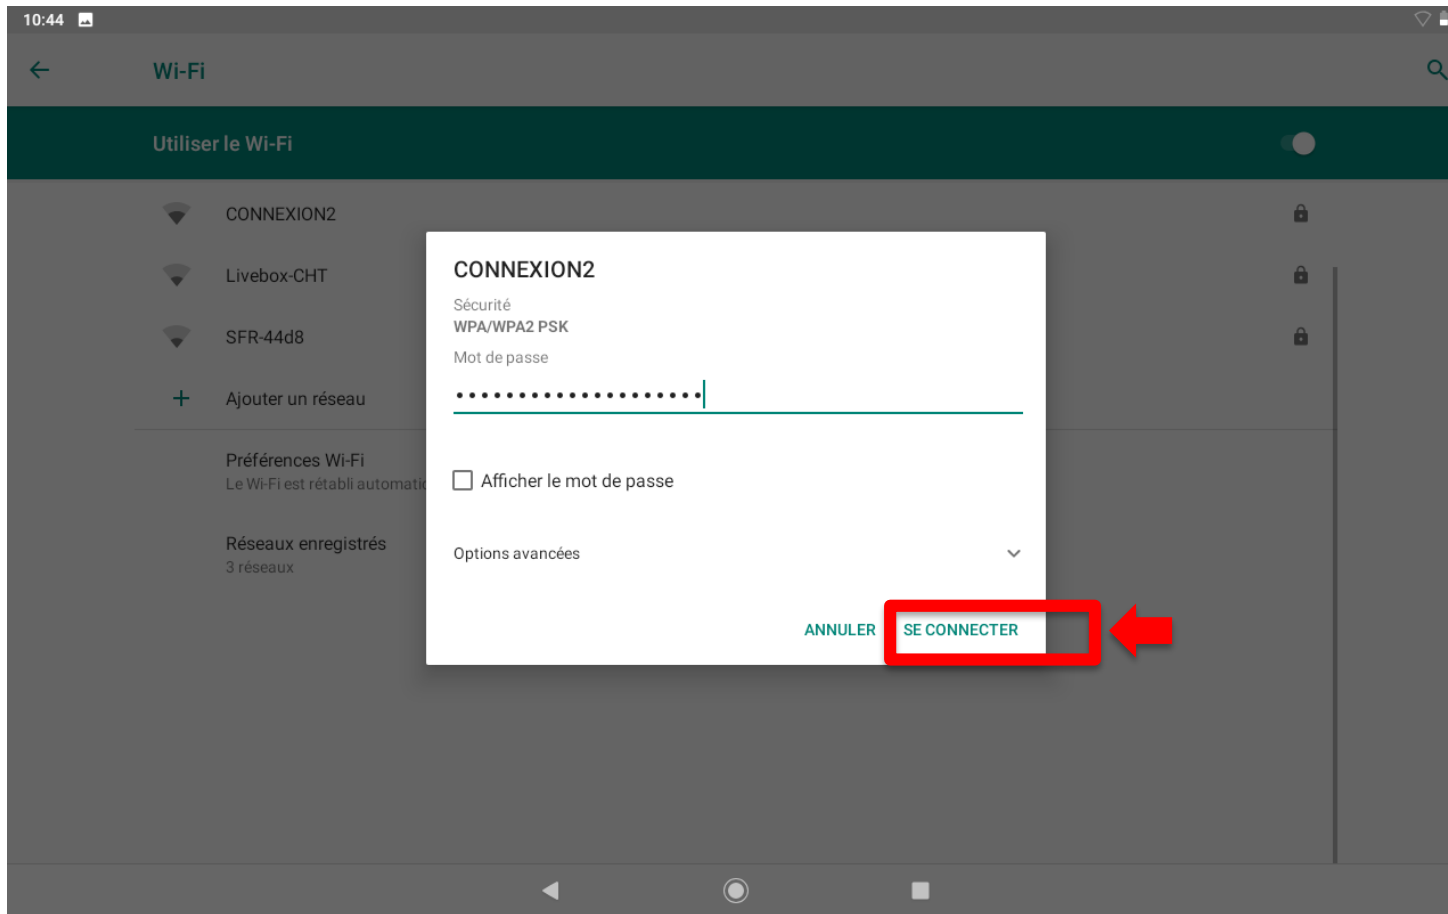 10:44
Wi-Fi
Utiliser le Wi-Fi
CONNEXION2
Livebox-CHT
SFR-44d8
Ajouter un réseau
Préférences Wi-Fi
Le Wi-Fi est rétabli
Réseaux enregistrés
3 réseaux
CONNEXION2
Sécurité
WPA/WPA2 PSK
Mot de passe
••••••••••••••••••••
Afficher le mot de passe
Options avancées
ANNULER SE CONNECTER